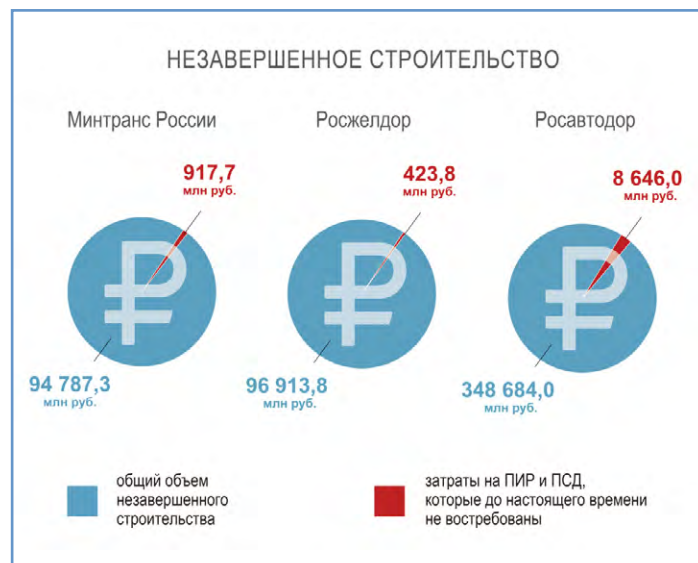 НЕЗАВЕРШЕННОЕ СТРОИТЕЛЬСТВО
Минтранс России
917,7
млн руб.
94 787,3
млн руб.
Росжелдор
423,8
млн руб.
96 913,8
млн руб.
Росавтодор
8 646,0
млн руб.
348 684,0
млн руб.
общий объем
незавершенного
строительства
затраты на ПИР и ПСД,
которые до настоящего времени
не востребованы